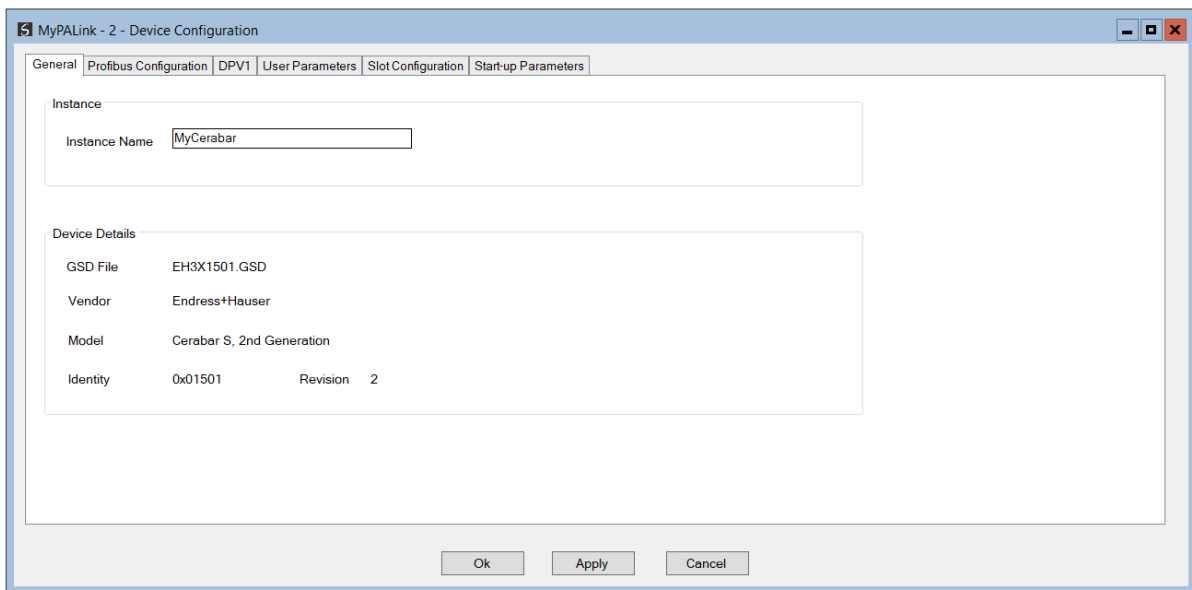 MyPALink - 2 - Device Configuration
General Profibus Configuration DPV1 User Parameters Slot Configuration Start-up Parameters
Instance
Instance Name MyCerabar
Device Details
GSD File EH3X1501.GSD
Vendor Endress+Hauser
Model Cerabar S, 2nd Generation
Identity 0x01501 Revision 2
Ok Apply Cancel